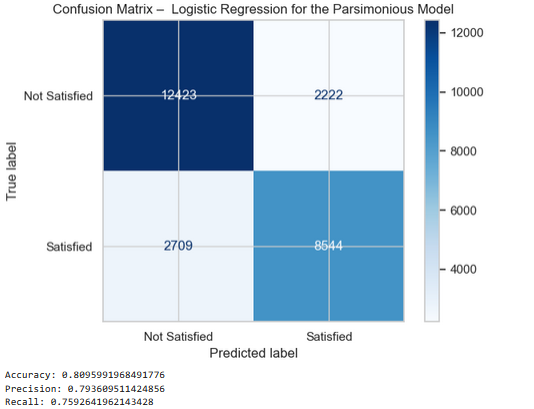 Confusion Matrix – Logistic Regression for the Parsimonious Model
Not Satisfied
12423
2222
Satisfied
2709
8544
True label
Not Satisfied
Satisfied
Predicted label
12000
10000
8000
6000
4000
Accuracy: 0.8095991968491776
Precision: 0.793609511424856
Recall: 0.7592641962143428